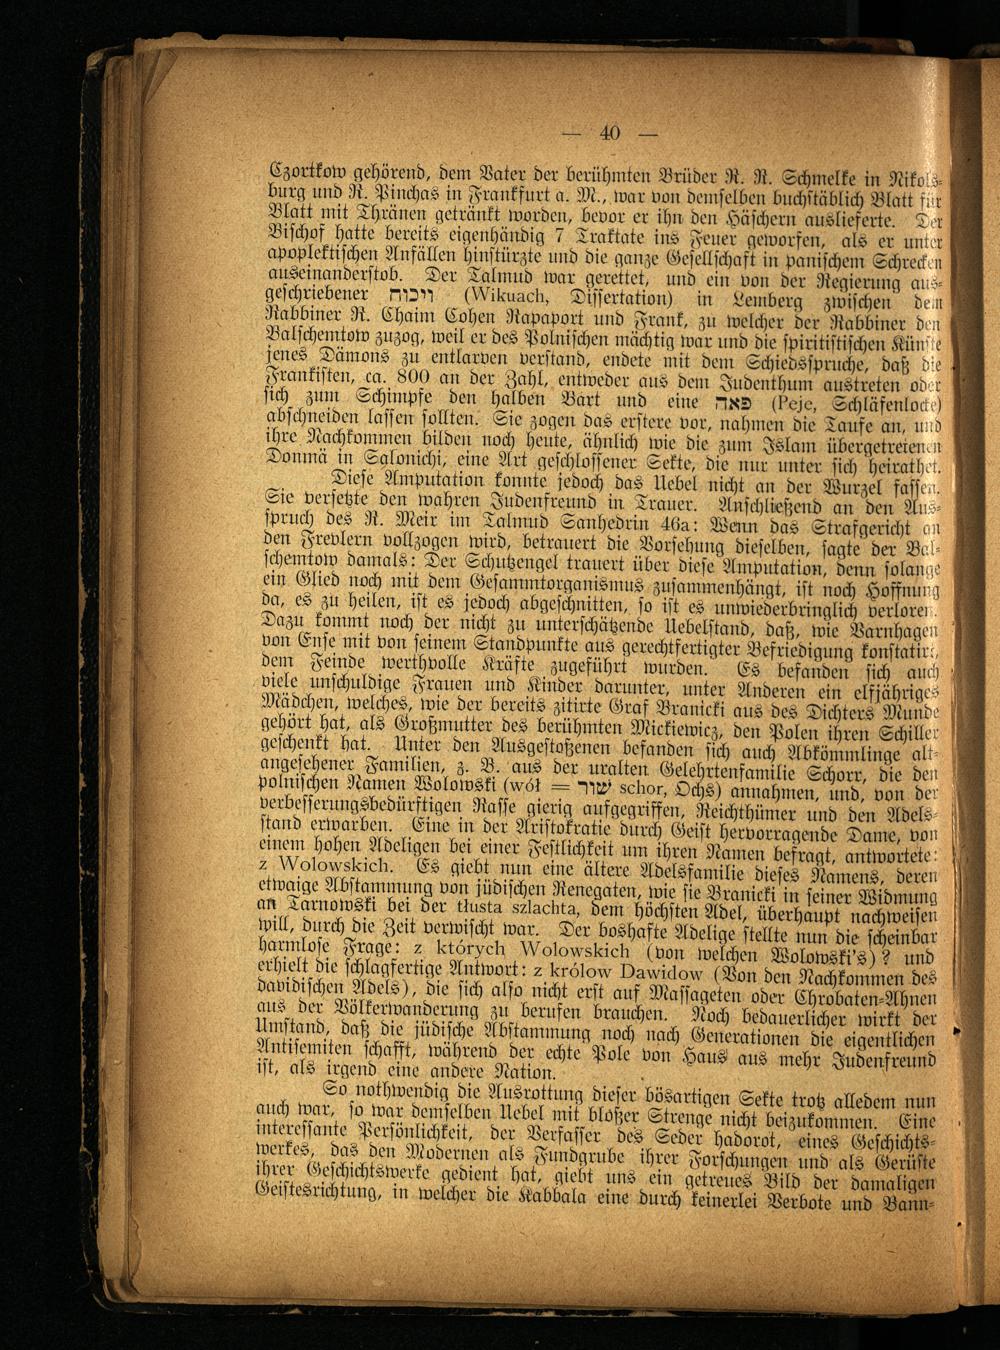 — 40 —
Czortkow gehörend, dem Vater der berühmten Brüder R. R. Schmelke in Nikols-
burg und R. Pinchas in Frankfurt a. M., war von demselben buchstäblich Blatt für
Blatt mit Thränen getränkt worden, bevor er ihn den Häschern auslieferte. Der
Bischof hatte bereits eigenhändig 7 Traktate ins Feuer geworfen, als er unter
apoplektischen Anfällen hinstürzte und die ganze Gesellschaft in panischem Schrecken
auseinanderstob. Der Talmud war gerettet, und ein von der Regierung aus-
geschriebener ויכוח (Wikuach, Dissertation) in Lemberg zwischen dem
Rabbiner R. Chaim Cohen Rapaport und Frank, zu welcher der Rabbiner den
Balschemtow zuzog, weil er des Polnischen mächtig war und die spiritistischen Künste
jenes Dämons zu entlarven verstand, endete mit dem Schiedsspruche, daß die
Frankisten, ca. 800 an der Zahl, entweder aus dem Judenthum austreten oder
sich zum Schimpfe den halben Bart und eine פאה (Peje, Schläfenlocke)
abschneiden lassen sollten. Sie zogen das erstere vor, nahmen die Taufe an, und
ihre Nachkommen bilden noch heute, ähnlich wie die zum Islam übergetretenen
Donmä in Salonichi, eine Art geschlossener Sekte, die nur unter sich heirathet.
Diese Amputation konnte jedoch das Uebel nicht an der Wurzel fassen.
Sie versetzte den wahren Judenfreund in Trauer. Anschließend an den Aus-
spruch des R. Meir im Talmud Sanhedrin 46a: Wenn das Strafgericht an
den Frevlern vollzogen wird, betrauert die Vorsehung dieselben, sagte der Bal-
schemtow damals: Der Schutzengel trauert über diese Amputation, denn solange
ein Glied noch mit dem Gesammtorganismus zusammenhängt, ist noch Hoffnung
da, es zu heilen, ist es jedoch abgeschnitten, so ist es unwiederbringlich verloren.
Dazu kommt noch der nicht zu unterschätzende Uebelstand, daß, wie Varnhagen
von Ense mit von seinem Standpunkte aus gerechtfertigter Befriedigung konstatirt,
dem Feinde werthvolle Kräfte zugeführt wurden. Es befanden sich auch
viele unschuldige Frauen und Kinder darunter, unter Anderen ein elfjähriges
Mädchen, welches, wie der bereits zitirte Graf Branicki aus des Dichters Munde
gehört hat, als Großmutter des berühmten Mickiewicz, den Polen ihren Schiller
geschenkt hat. Unter den Ausgestoßenen befanden sich auch Abkömmlinge alt-
angesehener Familien, z. B. aus der uralten Gelehrtenfamilie Schorr, die den
polnischen Namen Wolowski (wół = שור schor, Ochs) annahmen, und, von der
verbesserungsbedürftigen Rasse gierig aufgegriffen, Reichthümer und den Adels-
stand erwarben. Eine in der Aristokratie durch Geist hervorragende Dame, von
einem hohen Adeligen bei einer Festlichkeit um ihren Namen befragt, antwortete:
z Wolowskich. Es giebt nun eine ältere Adelsfamilie dieses Namens, deren
etwaige Abstammung von jüdischen Renegaten, wie sie Branicki in seiner Widmung
an Tarnowski bei der tłusta szlachta, dem höchsten Adel, überhaupt nachweisen
will, durch die Zeit verwischt war. Der boshafte Adelige stellte nun die scheinbar
harmlose Frage: z których Wolowskich (von welchen Wolowski's)? und
erhielt die schlagfertige Antwort: z królow Dawidow (Von den Nachkommen des
davidischen Adels), die sich also nicht erst auf Massageten oder Chrobaten-Ahnen
aus der Völkerwanderung zu berufen brauchen. Noch bedauerlicher wirkt der
Umstand, daß die jüdische Abstammung noch nach Generationen die eigentlichen
Antisemiten schafft, während der echte Pole von Haus aus mehr Judenfreund
ist, als irgend eine andere Nation.
So nothwendig die Ausrottung dieser bösartigen Sekte trotz alledem nun
auch war, so war demselben Uebel mit bloßer Strenge nicht beizukommen. Eine
interessante Persönlichkeit, der Verfasser des Seder hadorot, eines Geschichts-
werkes, das den Modernen als Fundgrube ihrer Forschungen und als Gerüste
ihrer Geschichtswerke gedient hat, giebt uns ein getreues Bild der damaligen
Geistesrichtung, in welcher die Kabbala eine durch keinerlei Verbote und Bann-